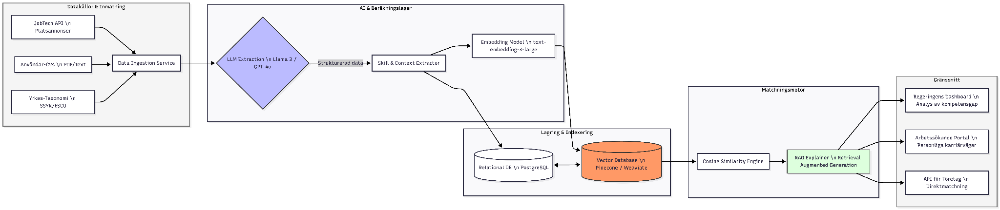 Datakällor & Inmatning
JobTech API \n
Platsannonser
Användar-CVs \n PDF/Text
Yrkes-Taxonomi \n
SSYK/ESCO
Data Ingestion Service
AI & Beräkningslager
LLM Extraction \n Llama 3 /
GPT-4o
Strukturerad data
Skill & Context Extractor
Embedding Model \n text-
embedding-3-large
Lagring & Indexering
Relational DB \n PostgreSQL
Vector Database \n
Pinecone / Weaviate
Matchningsmotor
Cosine Similarity Engine
RAG Explainer \n Retrieval
Augmented Generation
Gränssnitt
Regeringens Dashboard \n
Analys av kompetensgap
Arbetssökande Portal \n
Personliga karriärvägar
API för Företag \n
Direktmatchning